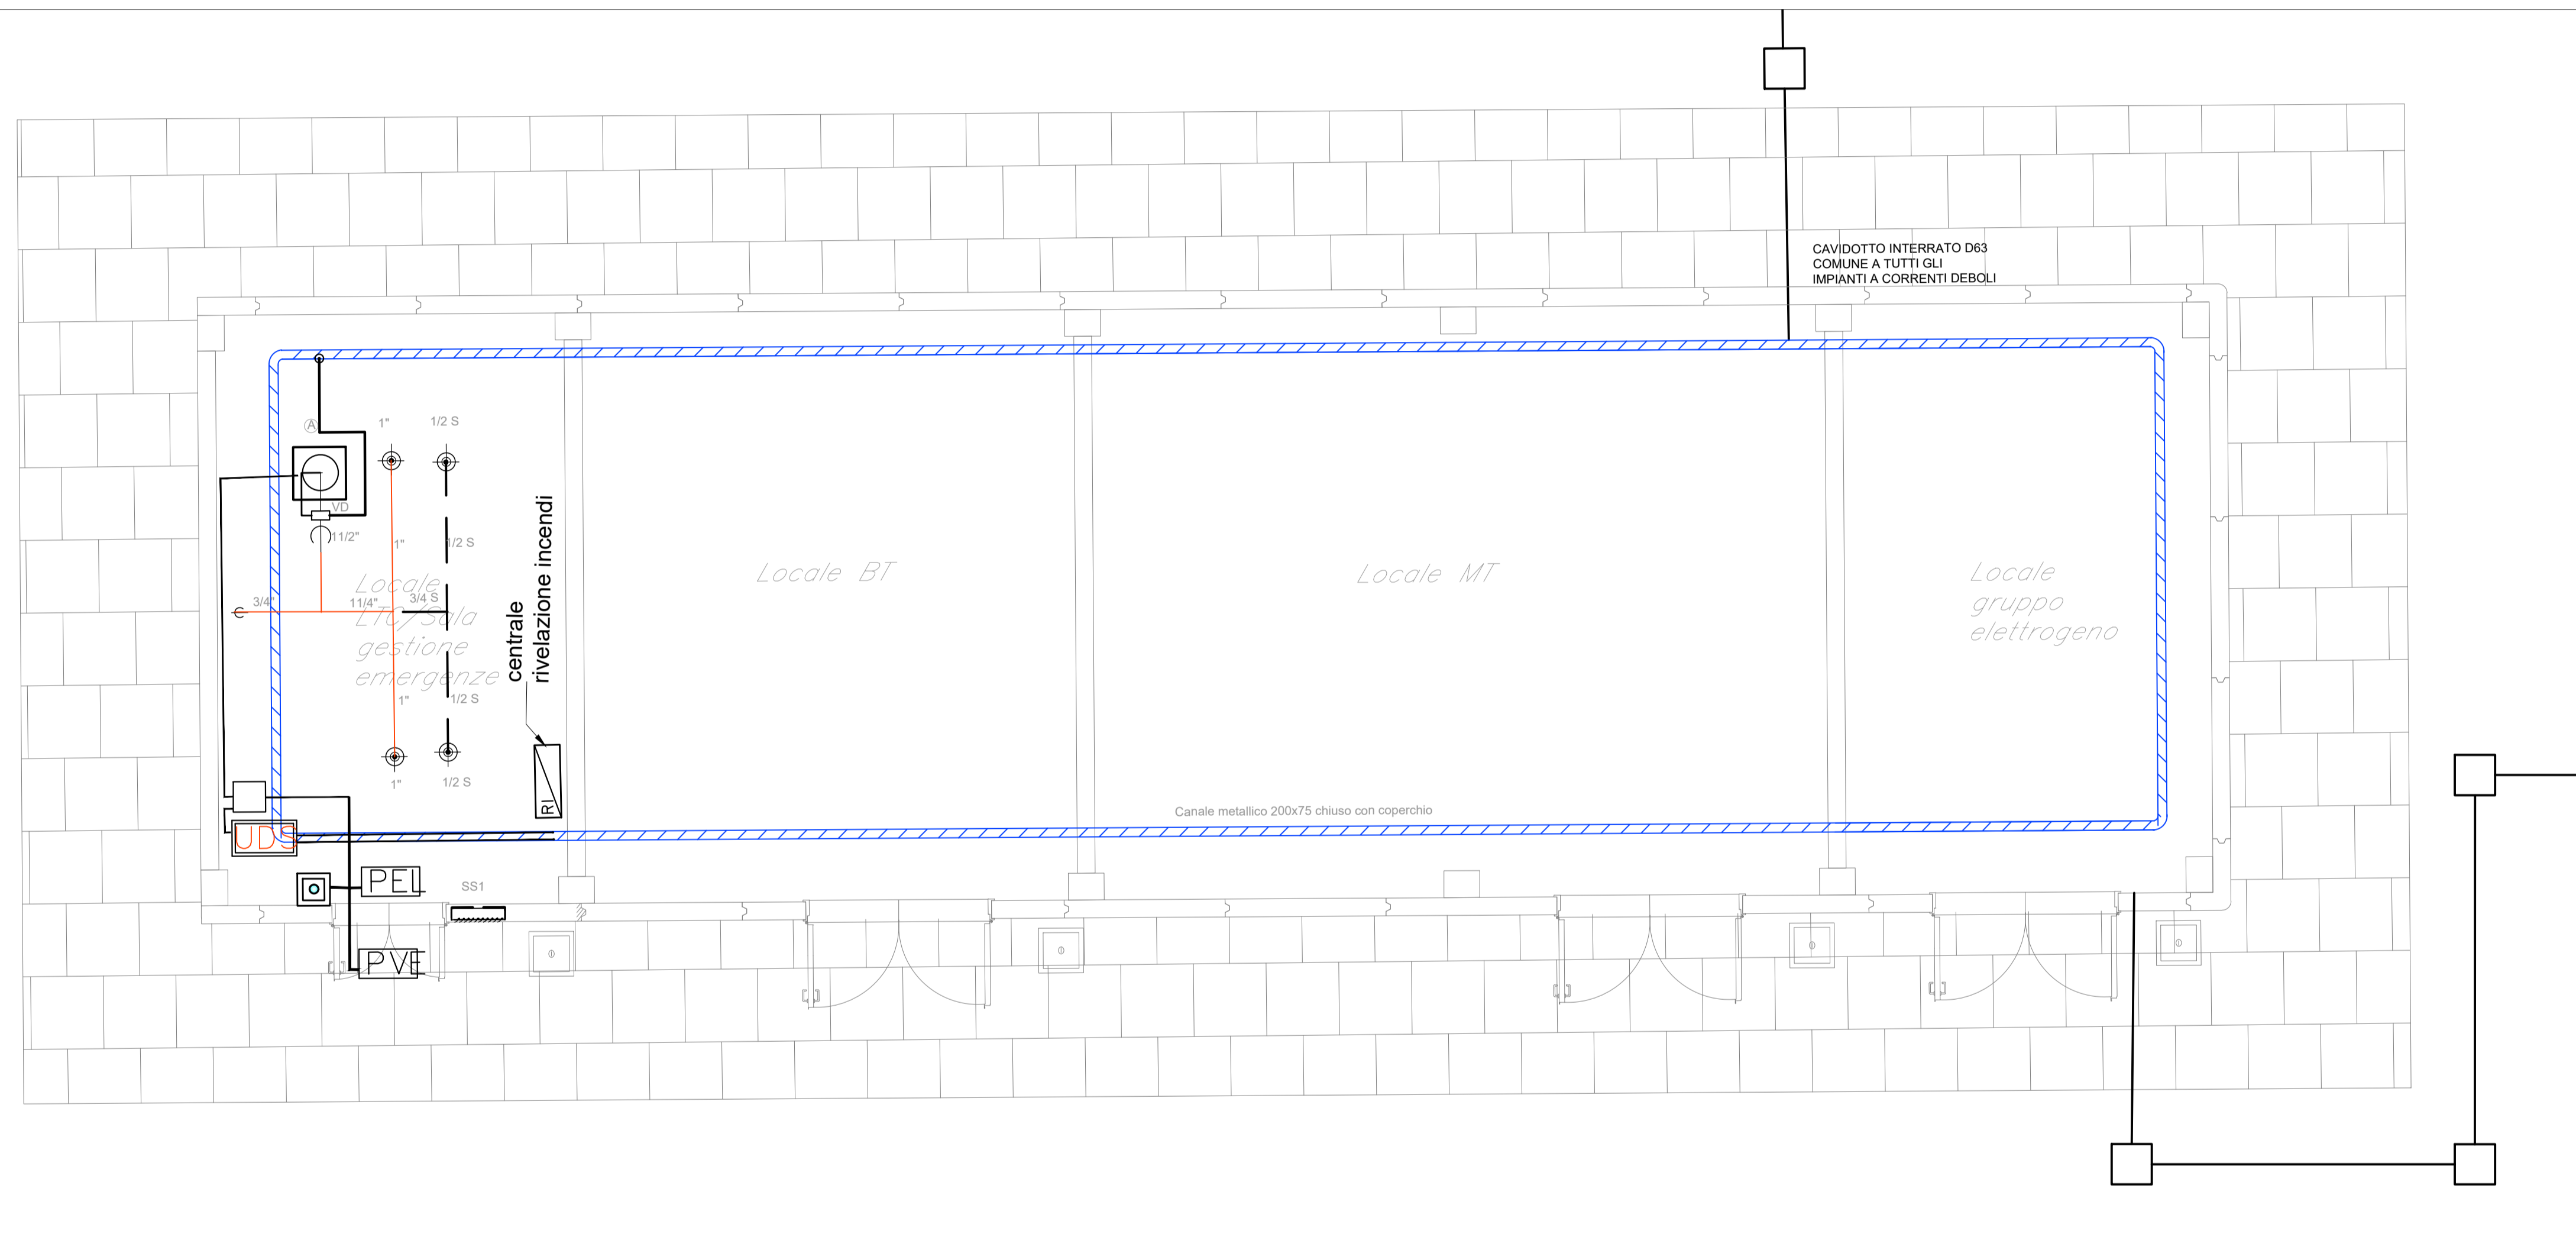 CAVIDOTTO INTERRATO D63
COMUNE A TUTTI GLI
IMPIANTI A CORRENTI DEBOLI
A
1"
1/2 S
VD
11/2"
1"
1/2 S
centrale
rivelazione incendi
Locale BT
Locale MT
Locale
gruppo
elettrogeno
Locale
LTC/Sala
gestione
emergenze
3/4"
11/4"
3/4 S
1"
1/2 S
1"
1/2 S
RI
Canale metallico 200x75 chiuso con coperchio
UDS
PEL
SS1
PVE